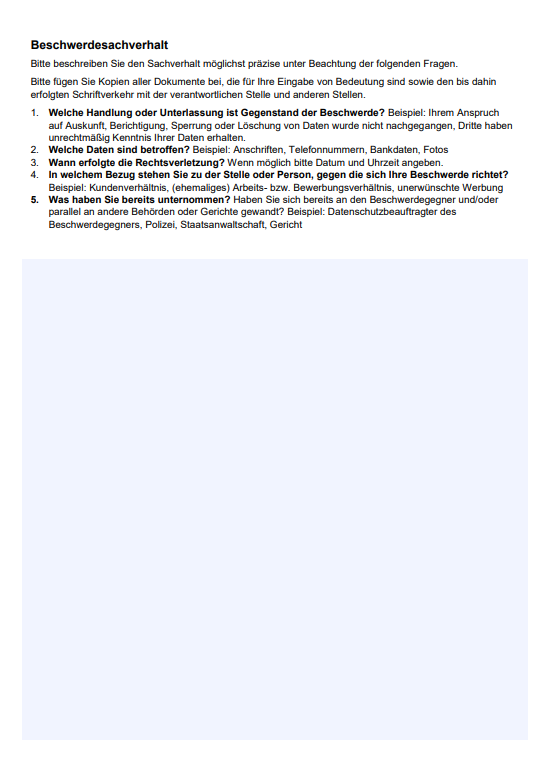 Beschwerdesachverhalt
Bitte beschreiben Sie den Sachverhalt möglichst präzise unter Beachtung der folgenden Fragen.
Bitte fügen Sie Kopien aller Dokumente bei, die für Ihre Eingabe von Bedeutung sind sowie den bis dahin
erfolgten Schriftverkehr mit der verantwortlichen Stelle und anderen Stellen.
1. Welche Handlung oder Unterlassung ist Gegenstand der Beschwerde? Beispiel: Ihrem Anspruch
auf Auskunft, Berichtigung, Sperrung oder Löschung von Daten wurde nicht nachgegangen, Dritte haben
unrechtmäßig Kenntnis Ihrer Daten erhalten.
2. Welche Daten sind betroffen? Beispiel: Anschriften, Telefonnummern, Bankdaten, Fotos
3. Wann erfolgte die Rechtsverletzung? Wenn möglich bitte Datum und Uhrzeit angeben.
4. In welchem Bezug stehen Sie zu der Stelle oder Person, gegen die sich Ihre Beschwerde richtet?
Beispiel: Kundenverhältnis, (ehemaliges) Arbeits- bzw. Bewerbungsverhältnis, unerwünschte Werbung
5. Was haben Sie bereits unternommen? Haben Sie sich bereits an den Beschwerdegegner und/oder
parallel an andere Behörden oder Gerichte gewandt? Beispiel: Datenschutzbeauftragter des
Beschwerdegegners, Polizei, Staatsanwaltschaft, Gericht